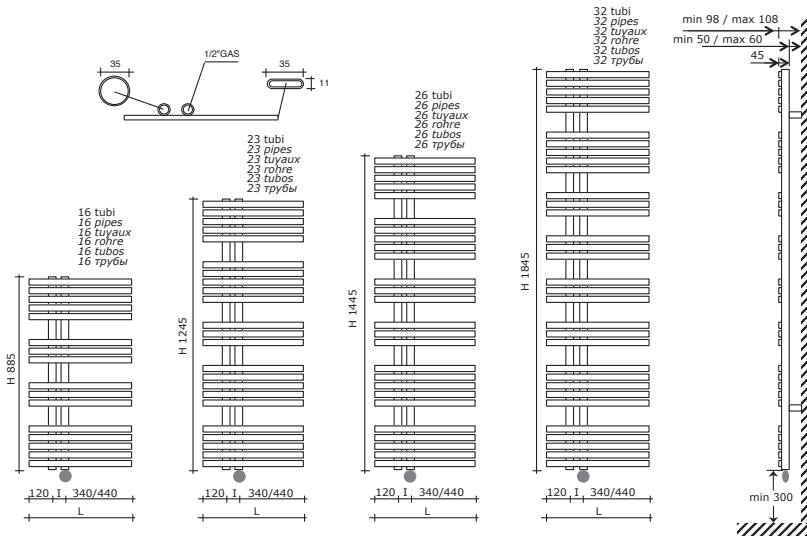 35
1/2"GAS
35
11
16 tubi
16 pipes
16 tuyaux
16 rohre
16 tubos
16 трубы
H 885
120 I 340/440
L
23 tubi
23 pipes
23 tuyaux
23 rohre
23 tubos
23 трубы
H 1245
120 I 340/440
L
26 tubi
26 pipes
26 tuyaux
26 rohre
26 tubos
26 трубы
H 1445
120 I 340/440
L
32 tubi
32 pipes
32 tuyaux
32 rohre
32 tubos
32 трубы
H 1845
120 I 340/440
L
min 98 / max 108
min 50 / max 60
45
min 300